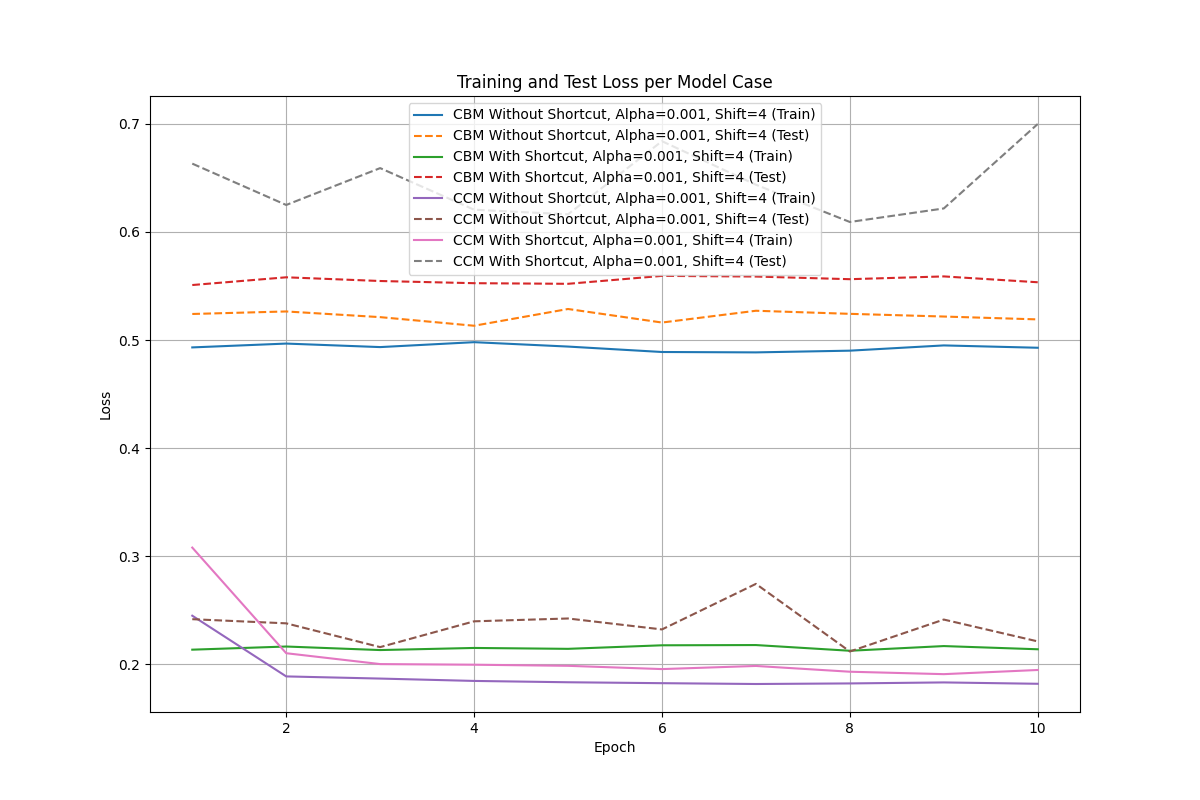 Training and Test Loss per Model Case
CBM Without Shortcut, Alpha=0.001, Shift=4 (Train)
CBM Without Shortcut, Alpha=0.001, Shift=4 (Test)
CBM With Shortcut, Alpha=0.001, Shift=4 (Train)
CBM With Shortcut, Alpha=0.001, Shift=4 (Test)
CCM Without Shortcut, Alpha=0.001, Shift=4 (Train)
CCM Without Shortcut, Alpha=0.001, Shift=4 (Test)
CCM With Shortcut, Alpha=0.001, Shift=4 (Train)
CCM With Shortcut, Alpha=0.001, Shift=4 (Test)
0.7
0.6
0.5
0.4
0.3
0.2
Loss
2 4 6 8 10
Epoch